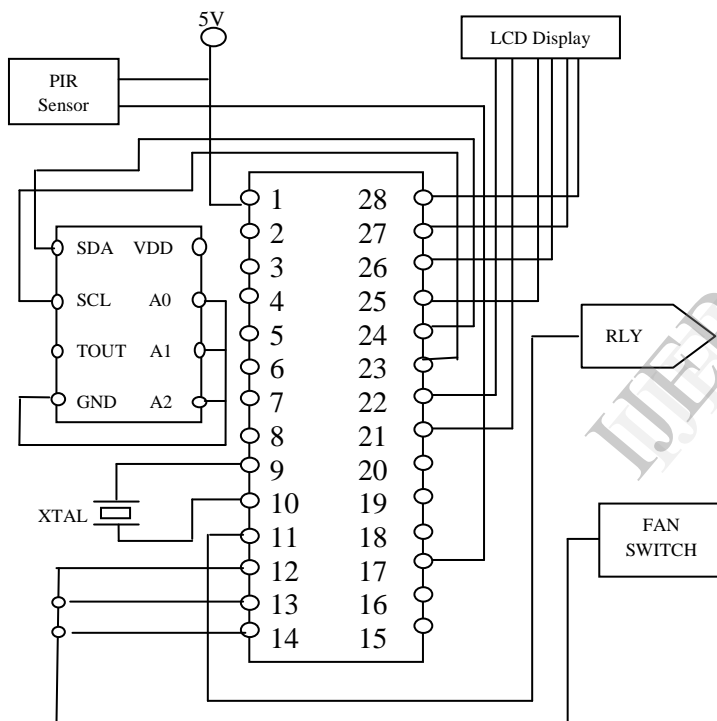 5V
LCD Display
PIR
Sensor
1 28
2 27
3 26
4 25
5 24
6 23
7 22
8 21
9 20
10 19
11 18
12 17
13 16
14 15
SDA VDD
SCL A0
TOUT A1
GND A2
XTAL
RLY
FAN
SWITCH